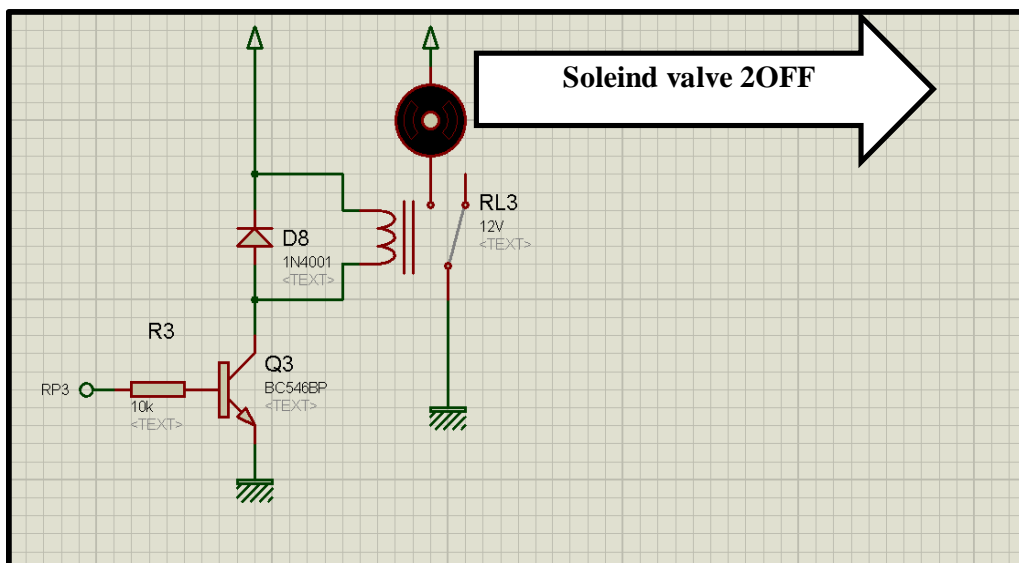 Soleind valve 2OFF
RL3
12V
<TEXT>
D8
1N4001
<TEXT>
R3
Q3
BC546BP
<TEXT>
RP3
10k
<TEXT>